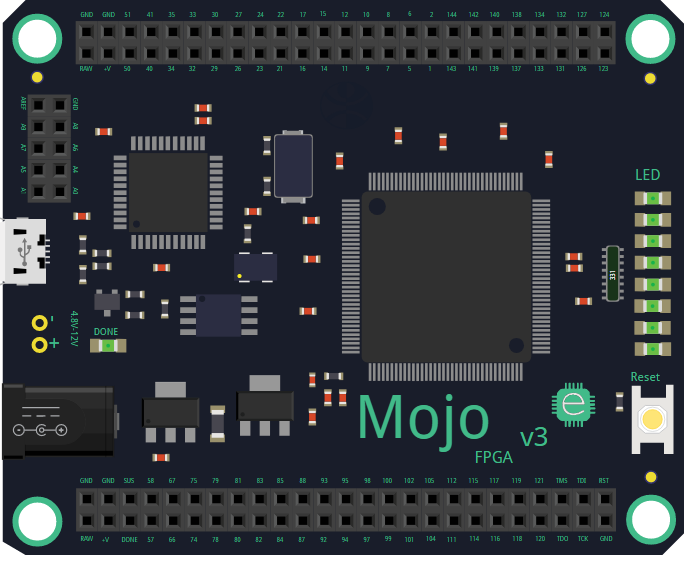 GND GND 51 41 35 33 30 27 24 22 17 15 12 10 8 6 2 144 142 140 138 134 132 127 124
RAW +V 50 40 34 32 29 26 23 21 16 14 11 9 7 5 1 143 141 139 137 133 131 126 123
AREF GND
A9 A8
A7 A6
A5 A4
A1 A0
LED
331
- 
+
4.8V-12V
DONE
Reset
Mojo v3
FPGA
e
GND GND SUS 58 67 75 79 81 83 85 88 93 95 98 100 102 105 112 115 117 119 121 TMS TDI RST
RAW +V DONE 57 66 74 78 80 82 84 87 92 94 97 99 101 104 111 114 116 118 120 TDO TCK GND